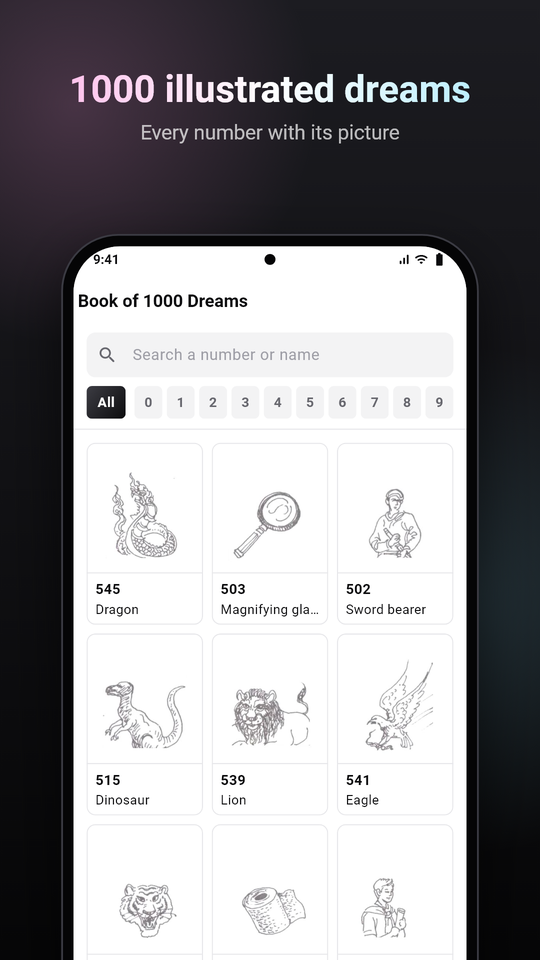 1000 illustrated dreams
Every number with its picture
9:41
Book of 1000 Dreams
Search a number or name
All 0 1 2 3 4 5 6 7 8 9
545 503 502
Dragon Magnifying gla... Sword bearer
515 539 541
Dinosaur Lion Eagle